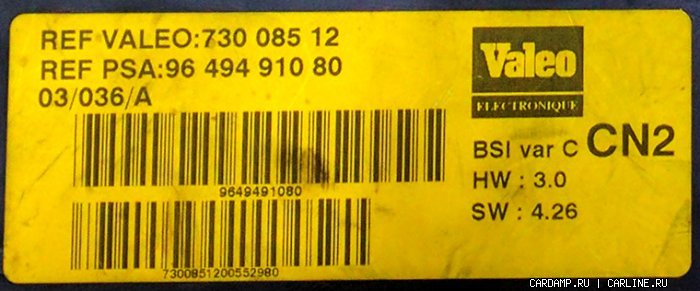 REF VALEO:730 085 12
REF PSA:96 494 910 80
03/036/A
9649491080
7300851200552980
Valeo
ELECTRONIQUE
BSI var C CN2
HW : 3.0
SW : 4.26
CARDAMP.RU | CARLINE.RU